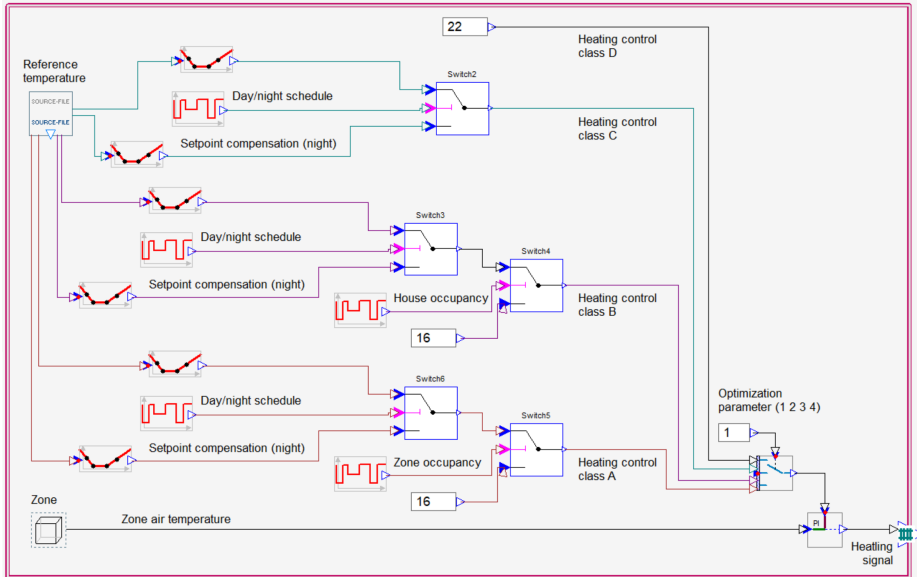 22
Heating control
class D
Reference
temperature
Switch2
SOURCE-FILE
SOURCE-FILE
Day/night schedule
Heating control
class C
Setpoint compensation (night)
Switch3
Day/night schedule
Switch4
Setpoint compensation (night)
House occupancy
Heating control
class B
16
Switch6
Optimization
parameter (1 2 3 4)
Day/night schedule
Switch5
1
Setpoint compensation (night)
Zone occupancy
Heating control
class A
16
Zone
Zone air temperature
PI
Heatling
signal